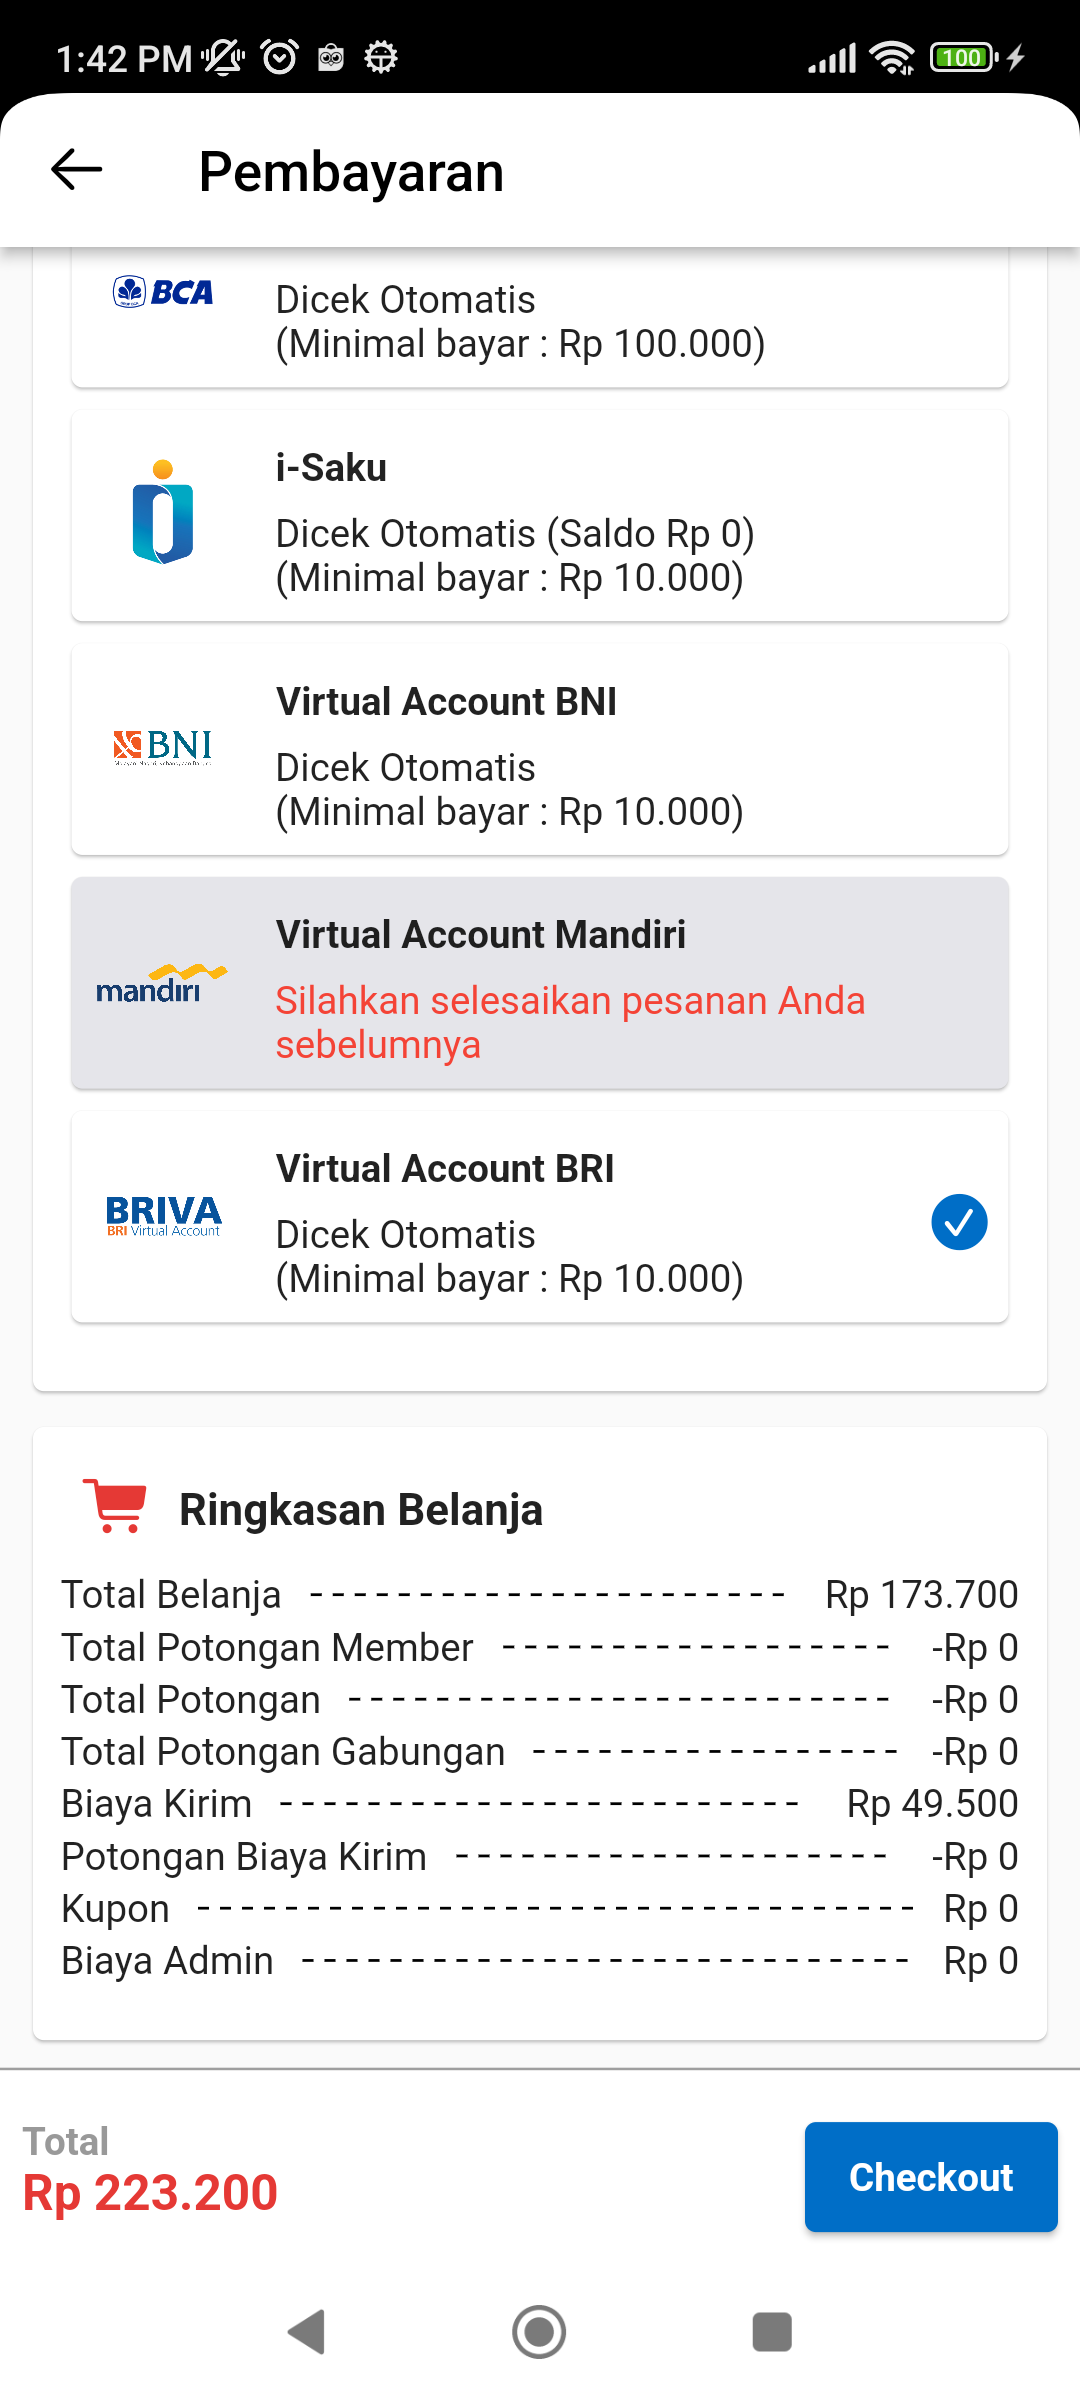 1:42 PM
100
Pembayaran
BCA
Dicek Otomatis
(Minimal bayar : Rp 100.000)
i-Saku
Dicek Otomatis (Saldo Rp 0)
(Minimal bayar : Rp 10.000)
Virtual Account BNI
BNI
Dicek Otomatis
(Minimal bayar : Rp 10.000)
Virtual Account Mandiri
mandiri
Silahkan selesaikan pesanan Anda
sebelumnya
Virtual Account BRI
BRIVA
BRI Virtual Account
Dicek Otomatis
(Minimal bayar : Rp 10.000)
Ringkasan Belanja
Total Belanja ---------------------- Rp 173.700
Total Potongan Member ------------------ -Rp 0
Total Potongan ------------------------- -Rp 0
Total Potongan Gabungan ----------------- -Rp 0
Biaya Kirim ------------------------ Rp 49.500
Potongan Biaya Kirim -------------------- -Rp 0
Kupon --------------------------------- Rp 0
Biaya Admin ---------------------------- Rp 0
Total
Rp 223.200
Checkout